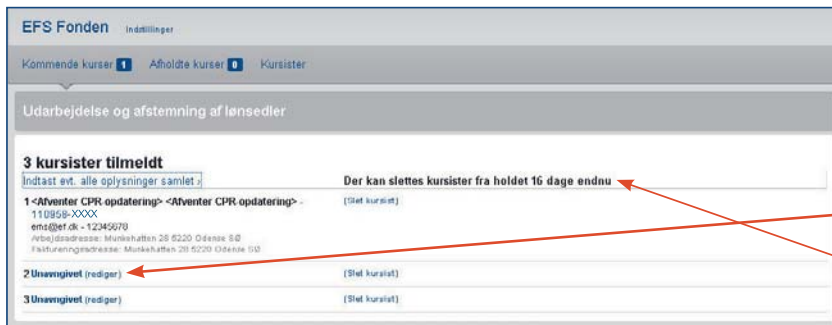 EFS Fonden Indstillinger
Kommende kurser 1 Afholdte kurser 0 Kursister
Udarbejdelse og afstemning af lønsedler
3 kursister tilmeldt
Indtast evt. alle oplysninger samlet › Der kan slettes kursister fra holdet 16 dage endnu
1 <Afventer CPR-opdatering> <Afventer CPR-opdatering> - (Slet kursist)
110958-XXXX
ems@ef.dk - 12345678
Arbejdsadresse: Munkehatten 28 5220 Odense SØ
Faktureringsadresse: Munkehatten 28 5220 Odense SØ
2 Unavngivet (rediger) (Slet kursist)
3 Unavngivet (rediger) (Slet kursist)